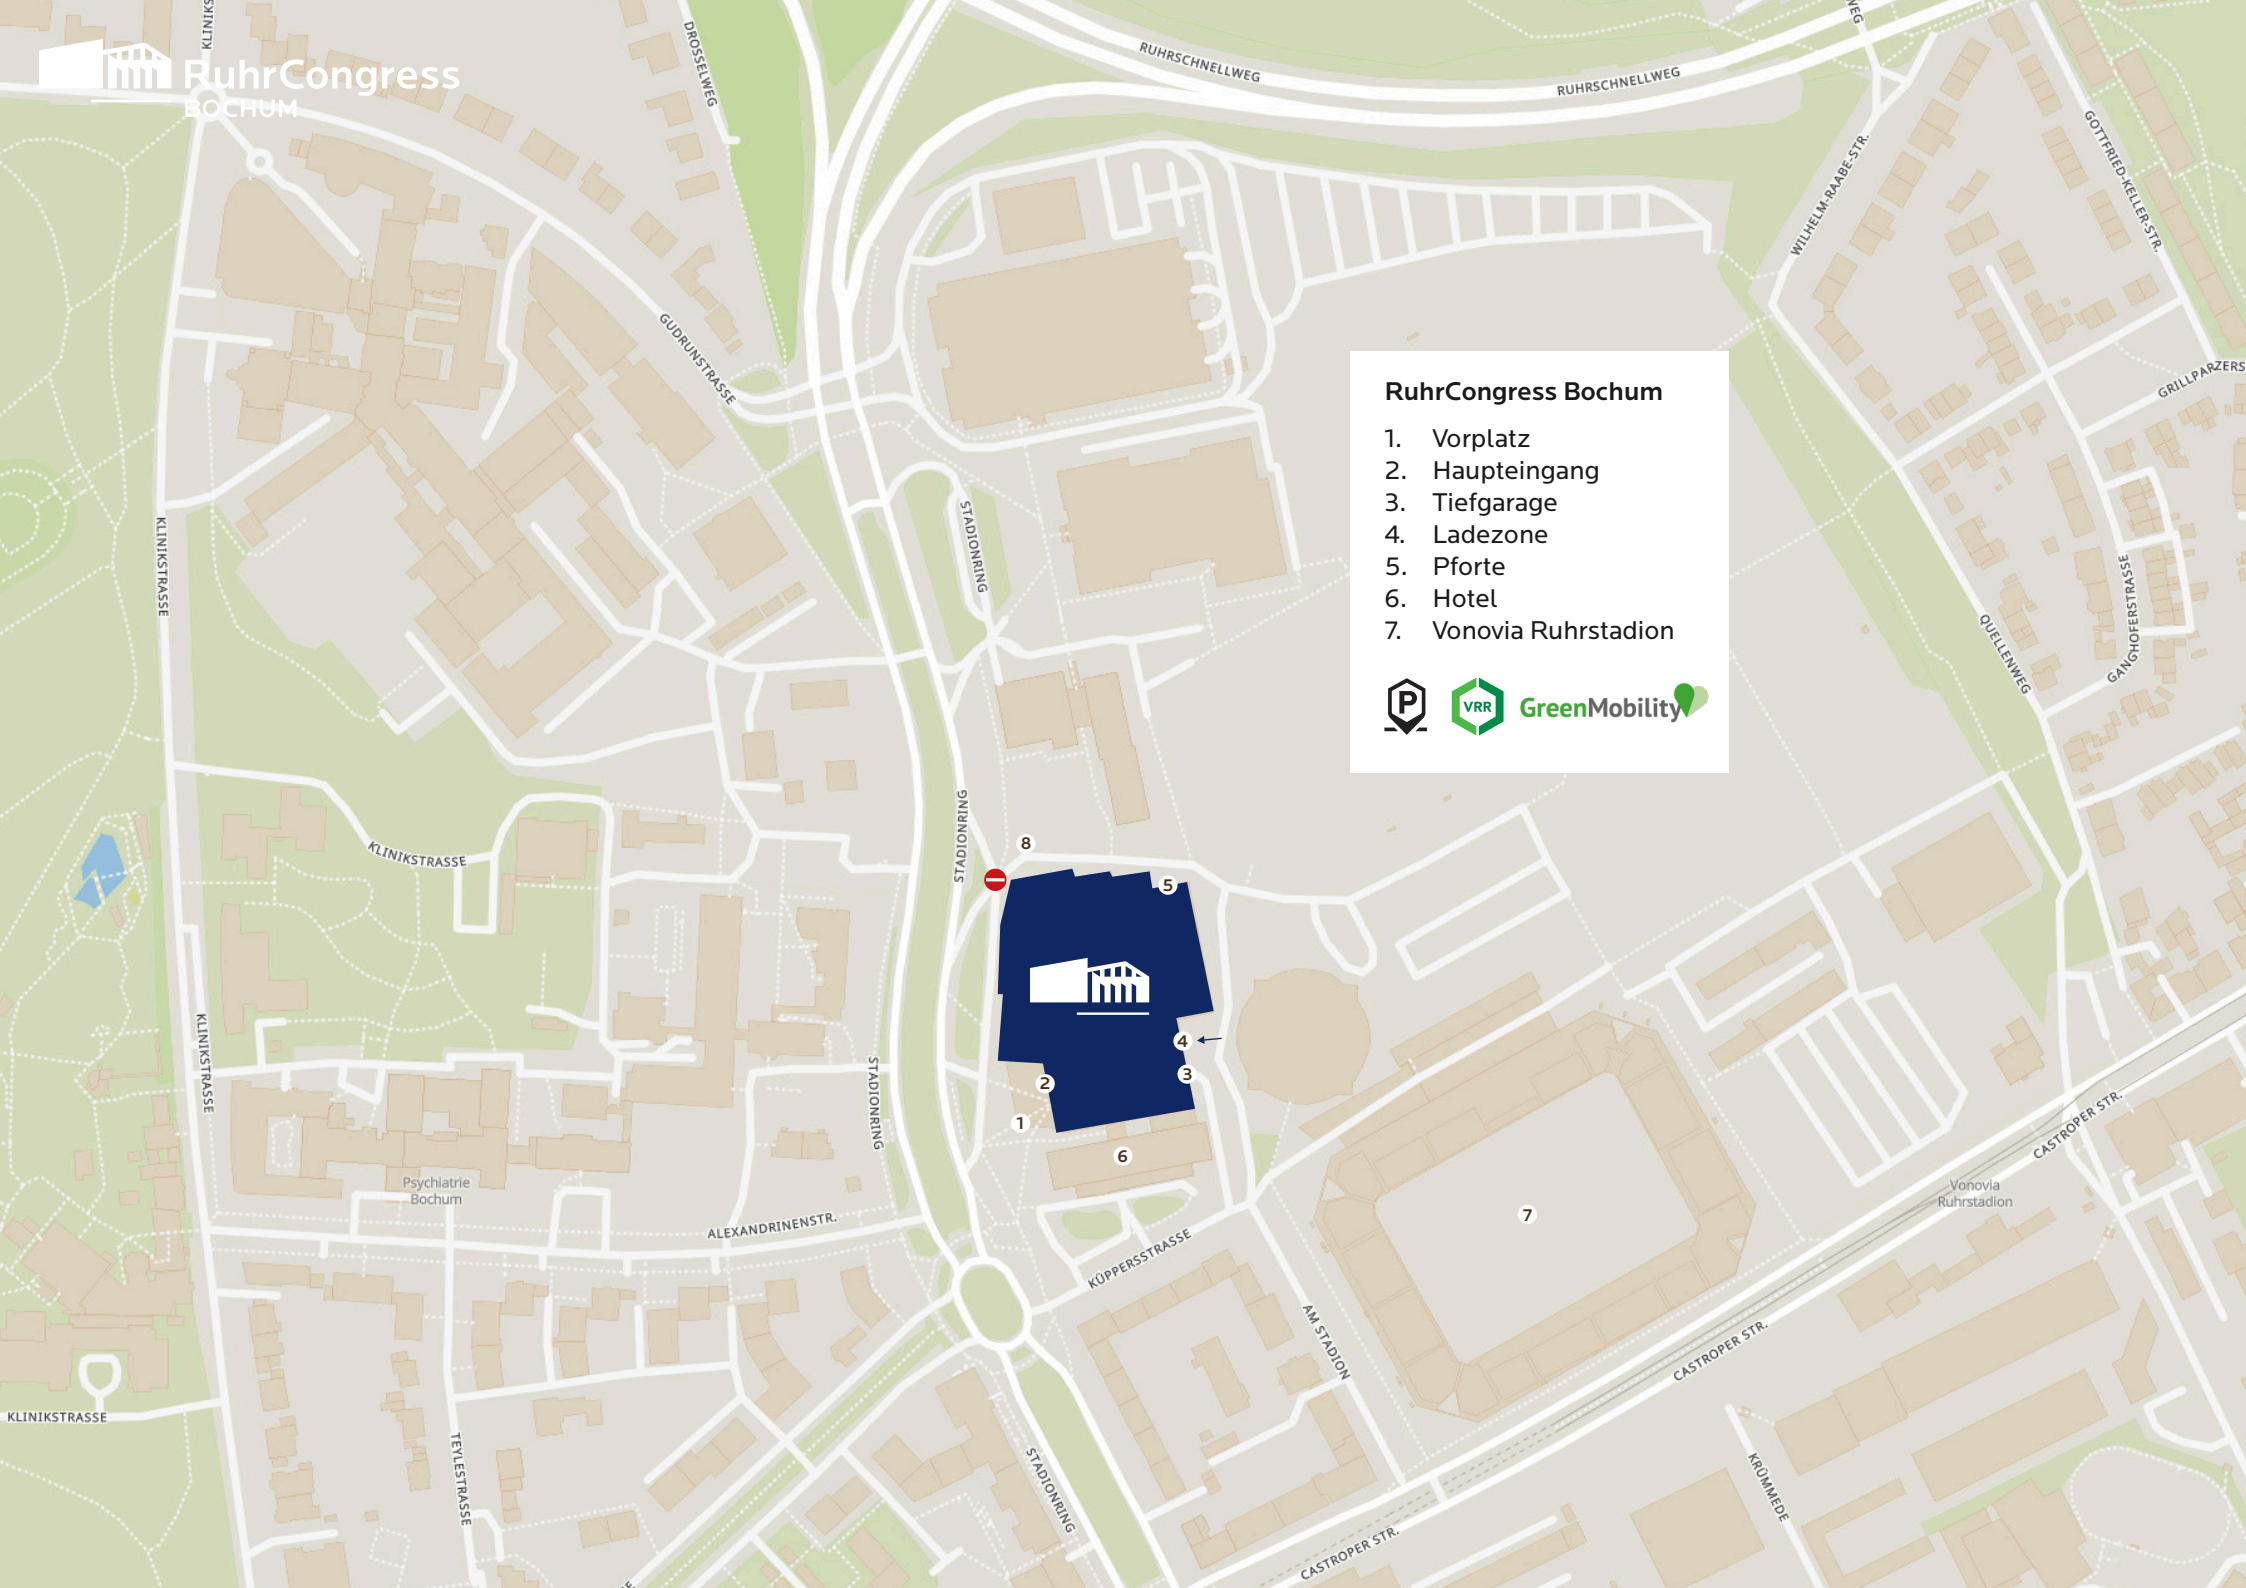 KLINIKS
DROSSELWEG
RUHRSCHNELLWEG
RUHRSCHNELLWEG
WEG
RuhrCongress
BOCHUM
GOTTFRIED-KELLER-STR.
WILHELM-RAABE-STR.
GUDRUNSTRASSE
GRILLPARZERS
RuhrCongress Bochum
1. Vorplatz
2. Haupteingang
3. Tiefgarage
4. Ladezone
5. Pforte
6. Hotel
7. Vonovia Ruhrstadion
P
VRR
GreenMobility
KLINIKSTRASSE
STADIONRING
GANGHOFERSTRASSE
QUELLENWEG
STADIONRING
KLINIKSTRASSE
8
5
4
3
2
1
6
7
KLINIKSTRASSE
STADIONRING
CASTROPER STR.
Psychiatrie
Bochum
Vonovia
Ruhrstadion
ALEXANDRINENSTR.
KÜPPERSSTRASSE
AM STADION
CASTROPER STR.
KLINIKSTRASSE
TEYLESTRASSE
STADIONRING
KRÜMMEDE
CASTROPER STR.